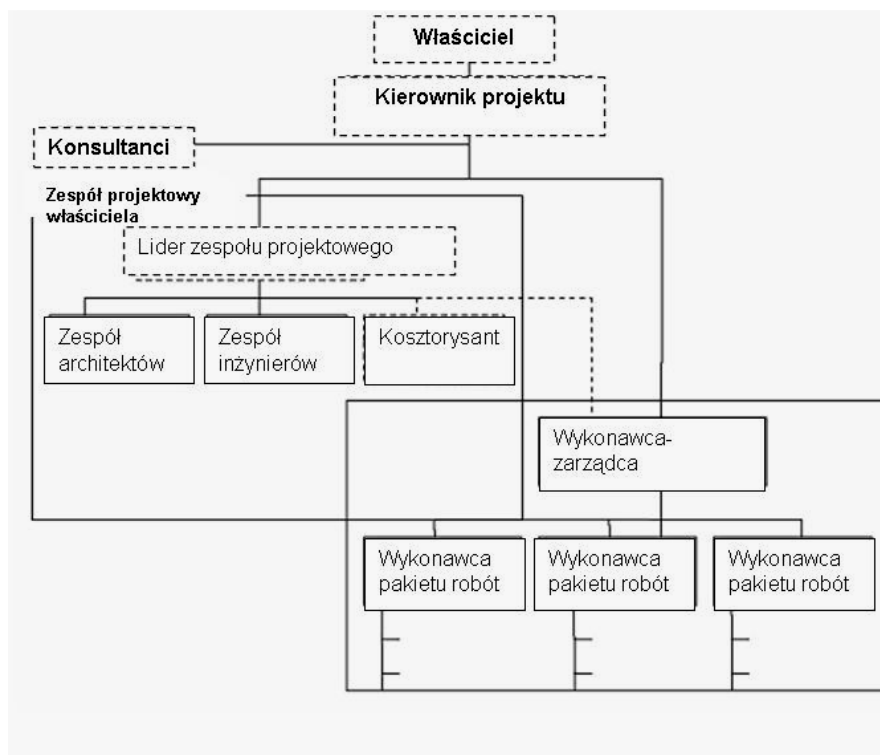 Właściciel
Kierownik projektu
Konsultanci
Zespół projektowy
właściciela
Lider zespołu projektowego
Zespół
architektów
Zespół
inżynierów
Kosztorysant
Wykonawca-
zarządca
Wykonawca
pakietu robót
Wykonawca
pakietu robót
Wykonawca
pakietu robót